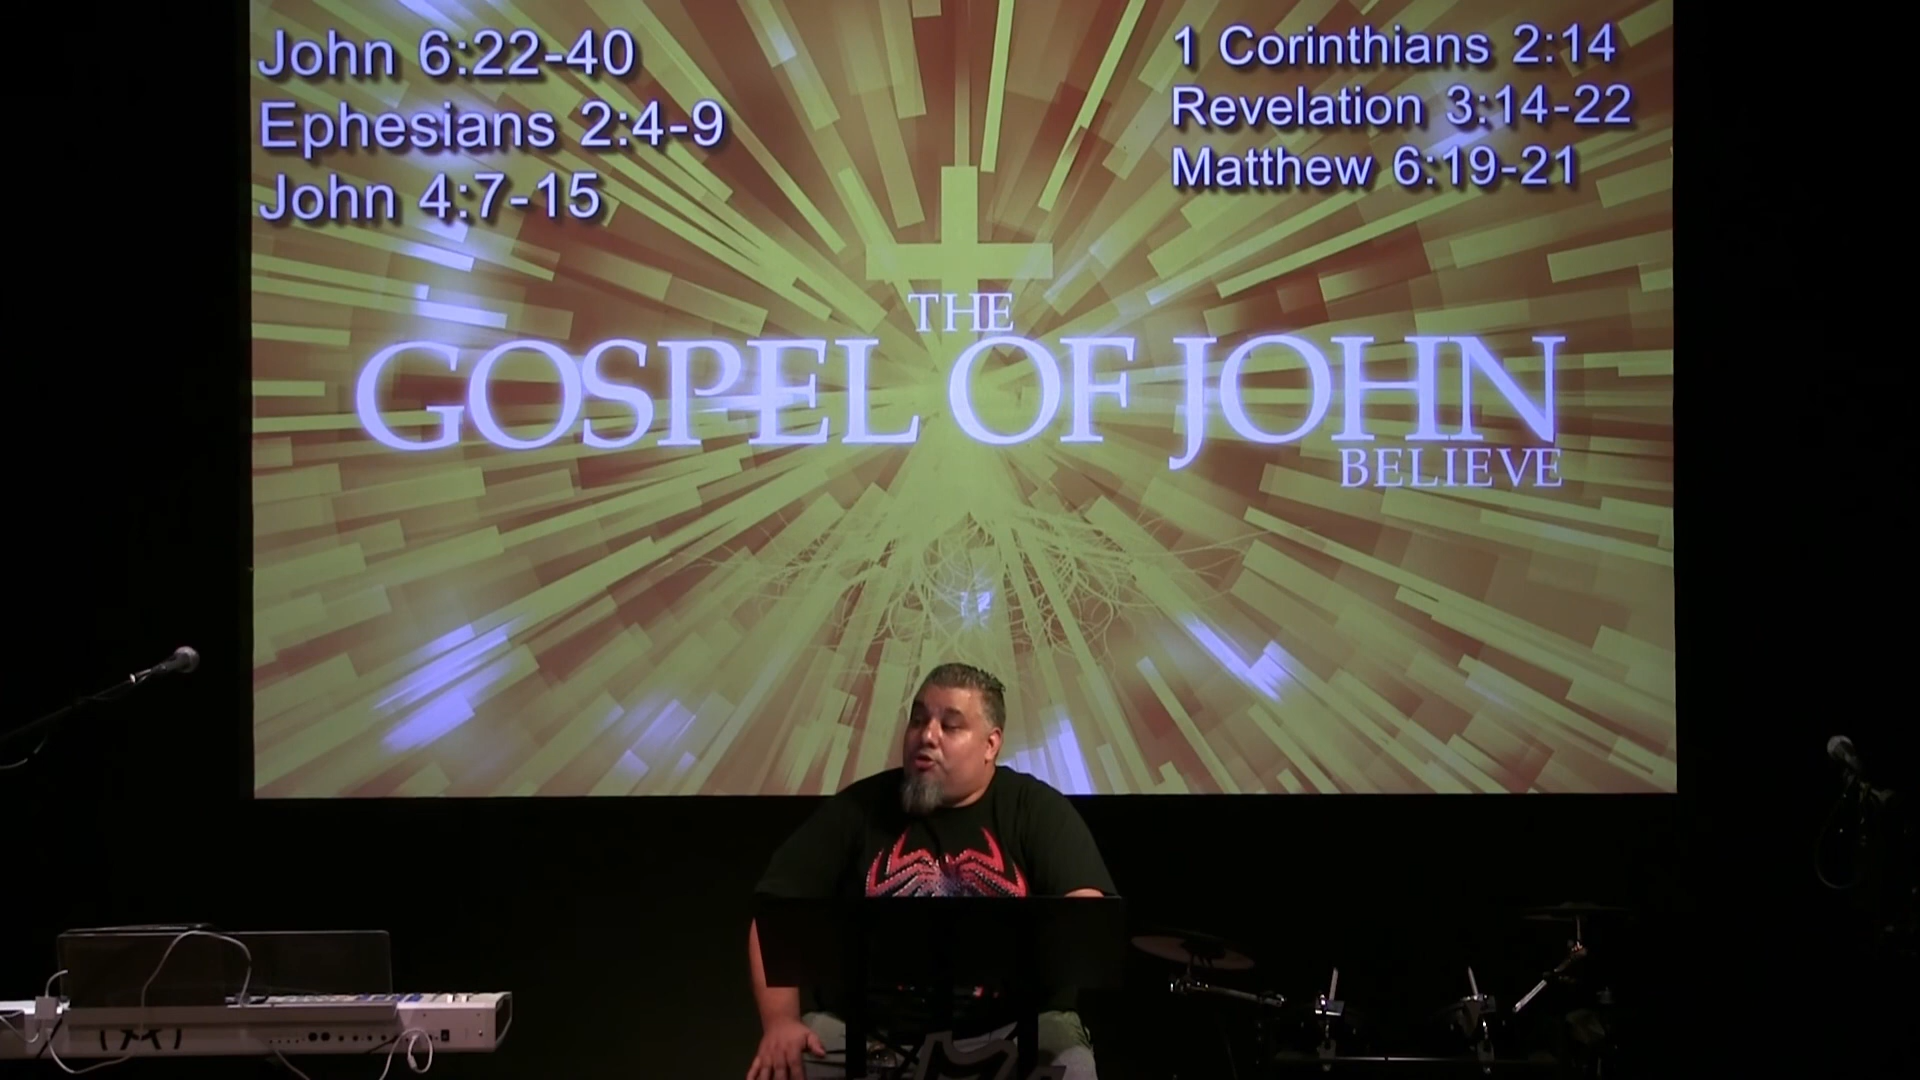 John 6:22-40
Ephesians 2:4-9
John 4:7-15
1 Corinthians 2:14
Revelation 3:14-22
Matthew 6:19-21
THE
GOSPEL OF JOHN
BELIEVE